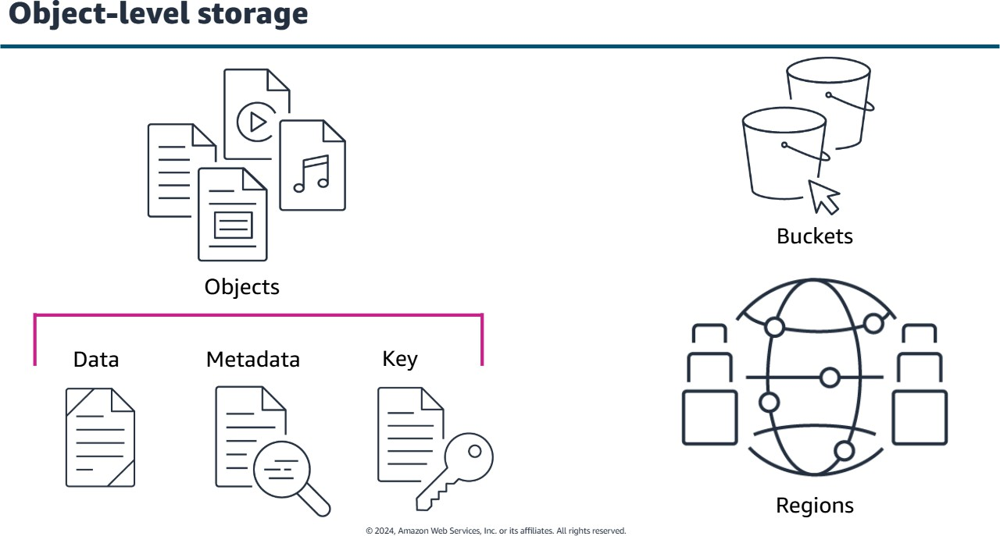 Object-level storage
Objects
Data
Metadata
Key
Buckets
Regions
© 2024, Amazon Web Services, Inc. or its affiliates. All rights reserved.